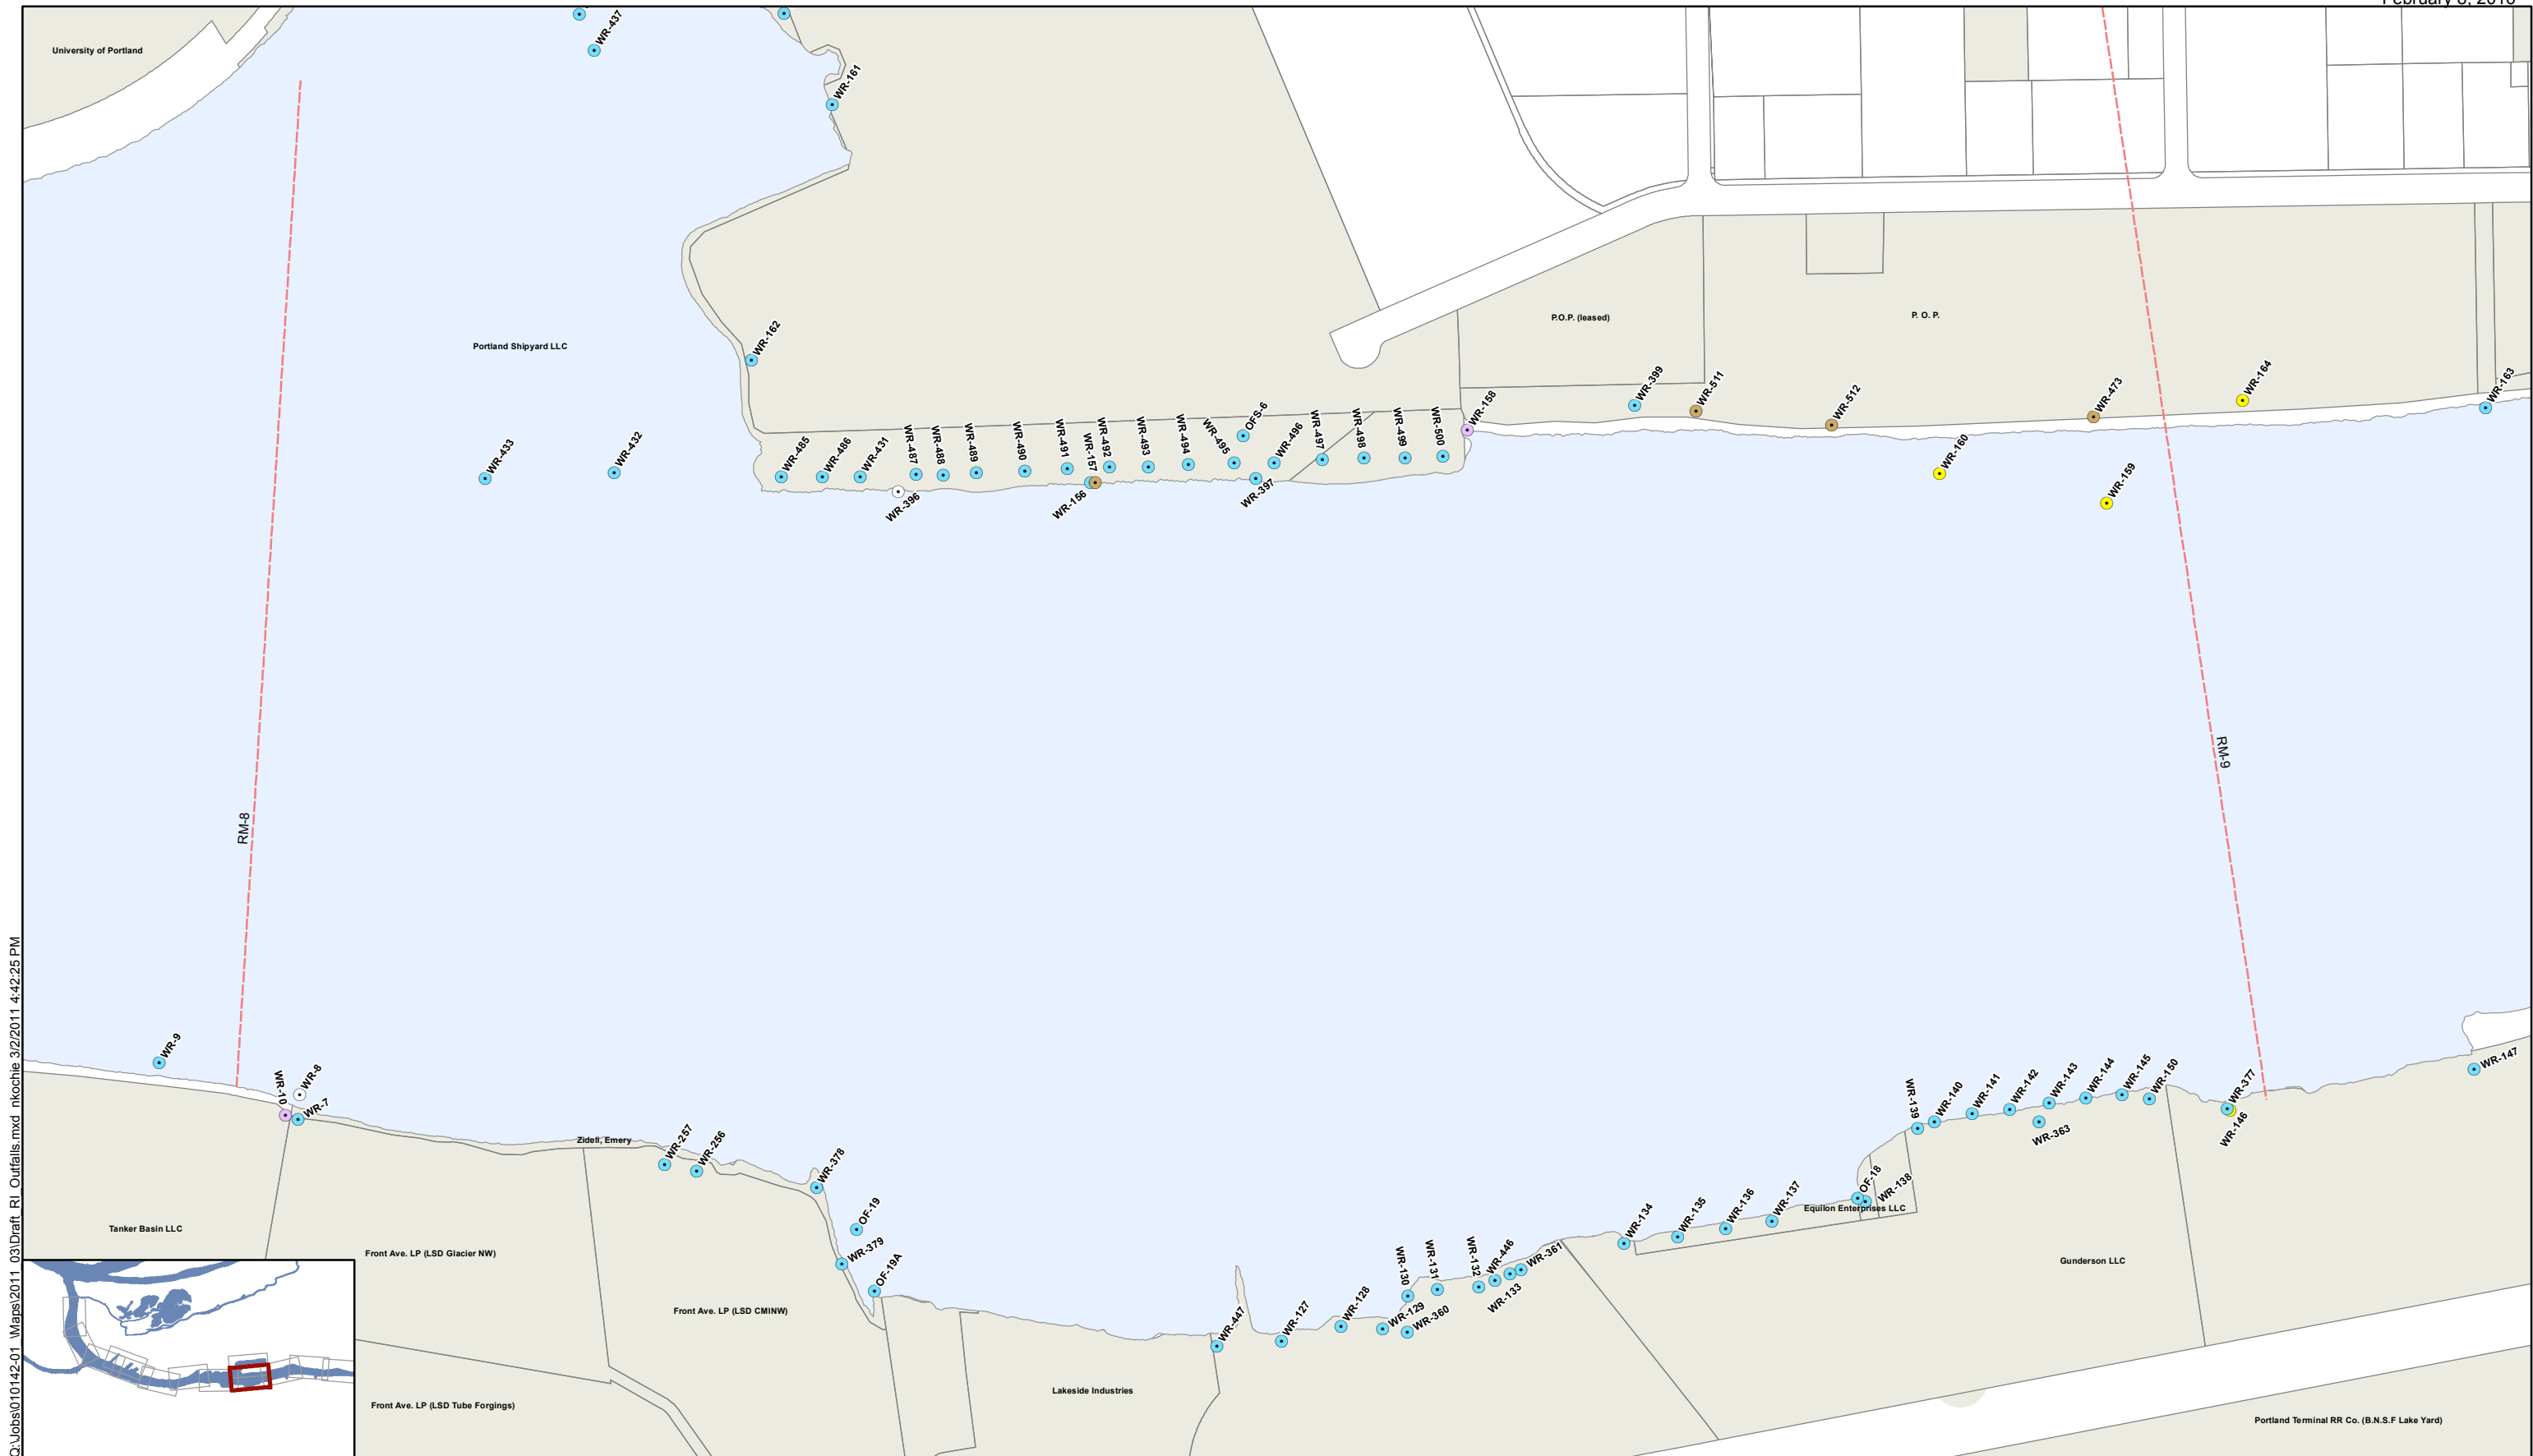 WR-437
University of Portland
WR-161
WR-162
Portland Shipyard LLC
P.O.P. (leased)
P. O. P.
WR-399
WR-511
WR-512
WR-473
WR-164
WR-163
WR-158
WR-160
WR-159
WR-433
WR-432
WR-485
WR-486
WR-431
WR-487
WR-488
WR-489
WR-490
WR-491
WR-157
WR-492
WR-493
WR-494
WR-495
OFS-6
WR-496
WR-497
WR-498
WR-499
WR-500
WR-396
WR-156
WR-397
RM-8
RM-9
WR-9
WR-10
WR-8
WR-7
Zidell, Emery
WR-257
WR-256
WR-378
OF-19
WR-379
OF-19A
WR-447
WR-127
WR-128
WR-129
WR-360
WR-130
WR-131
WR-132
WR-446
WR-133
WR-361
WR-134
WR-135
WR-136
WR-137
OF-18
WR-138
Equilon Enterprises LLC
WR-139
WR-140
WR-141
WR-142
WR-143
WR-363
WR-144
WR-145
WR-150
WR-377
WR-146
WR-147
Tanker Basin LLC
Front Ave. LP (LSD Glacier NW)
Front Ave. LP (LSD CMINW)
Front Ave. LP (LSD Tube Forgings)
Lakeside Industries
Gunderson LLC
Portland Terminal RR Co. (B.N.S.F Lake Yard)
Q:\Jobs\010142-01_\Maps\2011_03\Draft_RI_Outfalls.mxd nkochie 3/2/2011 4:42:25 PM